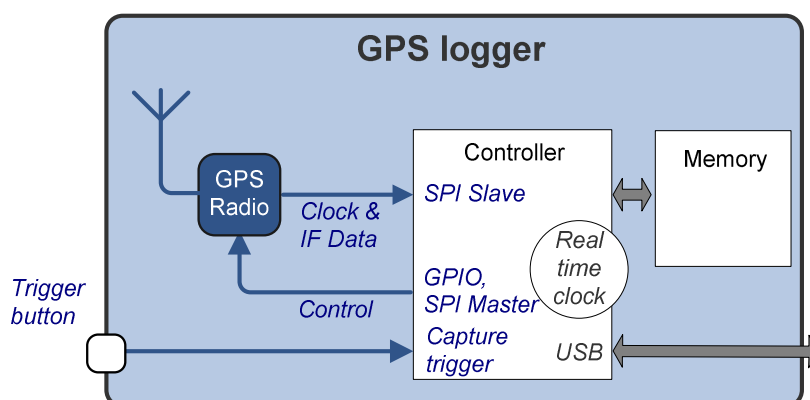 GPS logger
Controller
Memory
GPS
Radio
SPI Slave
Clock &
IF Data
Real
time
clock
GPIO,
SPI Master
Control
Trigger
button
Capture
trigger
USB